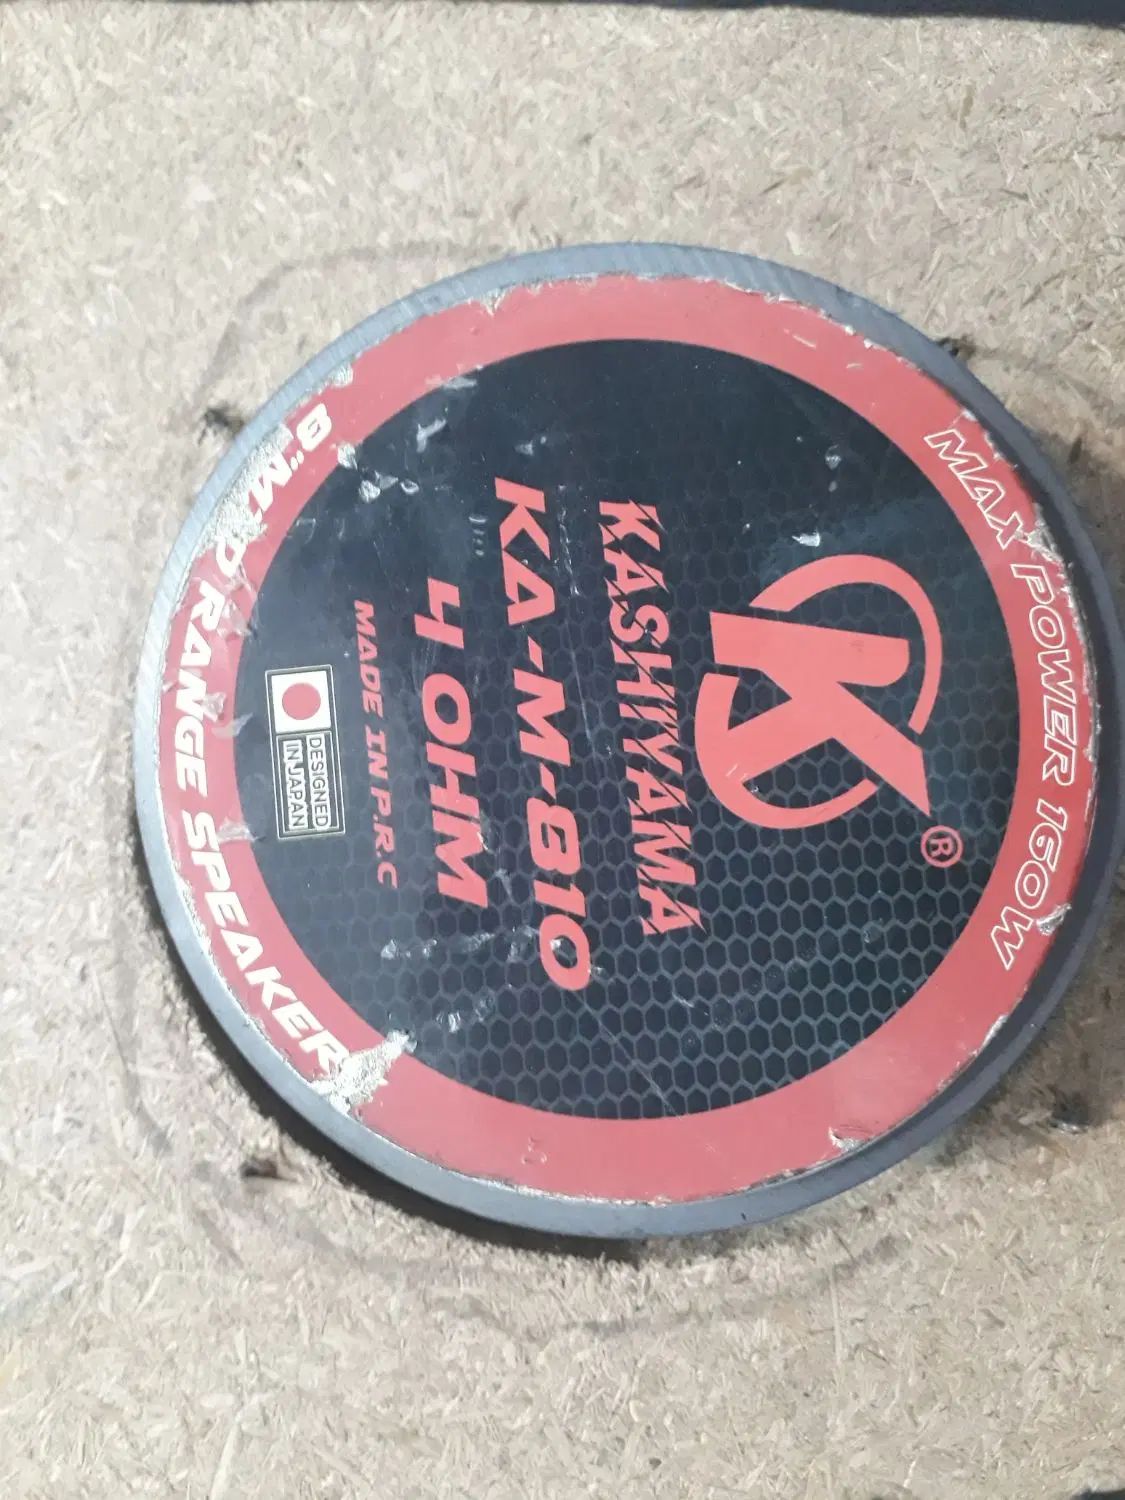 MAX POWER 160W
K®
KASHIYAMA
KA-M-810
4 OHM
MADE IN P.R.C
DESIGNED
IN JAPAN
8" MID RANGE SPEAKER